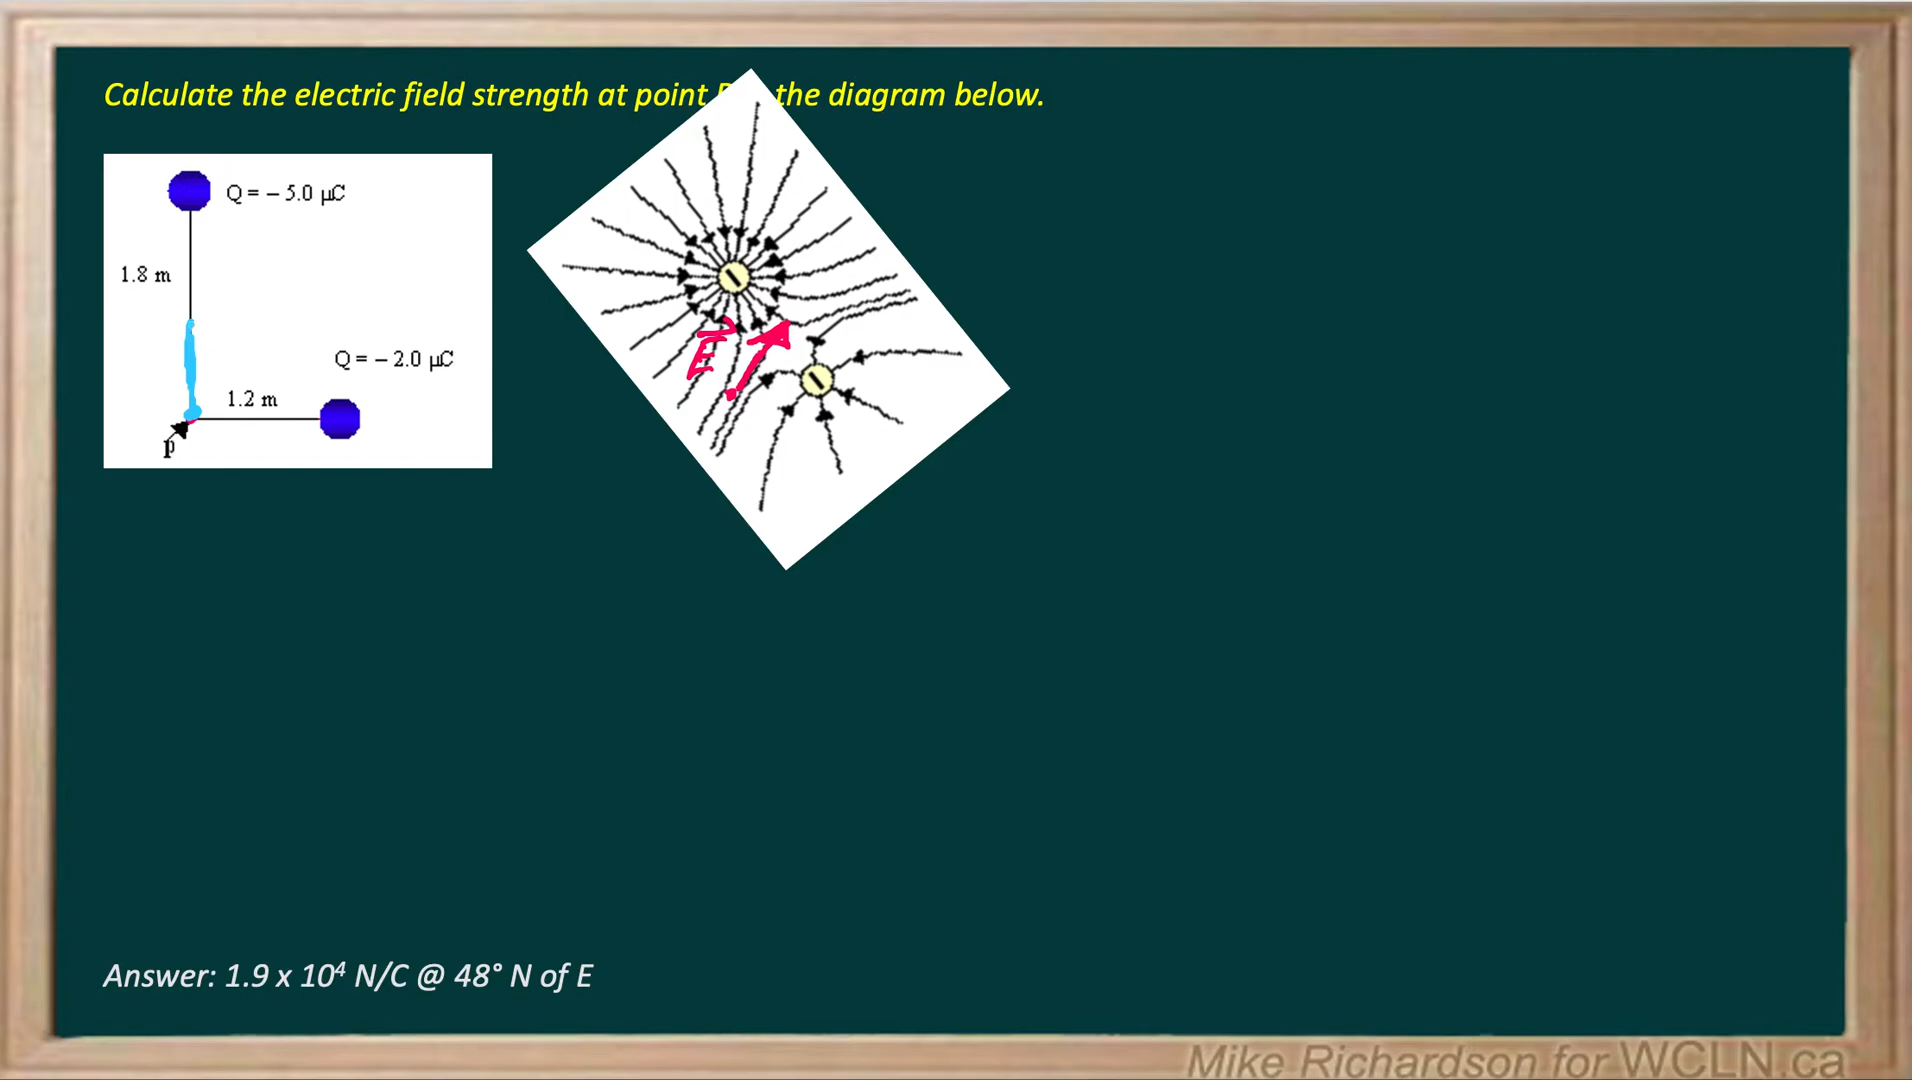 Calculate the electric field strength at point the diagram below.
Q = – 5.0 µC
1.8 m
Q = – 2.0 µC
1.2 m
p
E
Answer: 1.9 x 10⁴ N/C @ 48° N of E
Mike Richardson for WCLN.ca